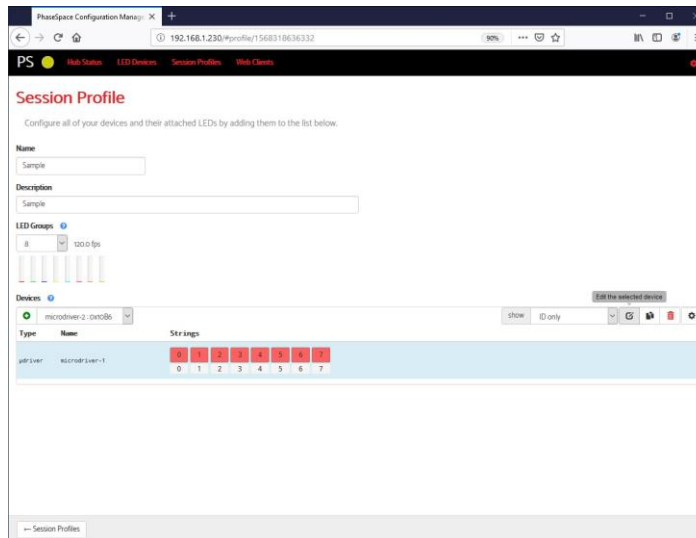 PhaseSpace Configuration Manage
192.168.1.230/#profile/1568318636332
90%
PS
Hub Status LED Devices Session Profiles Web Clients
Session Profile
Configure all of your devices and their attached LEDs by adding them to the list below.
Name
Sample
Description
Sample
LED Groups
8 120.0 fps
Edit the selected device
Devices
microdriver-2 : 0x10B6 show ID only
Type Name Strings
μdriver microdriver-1 0 1 2 3 4 5 6 7
0 1 2 3 4 5 6 7
← Session Profiles